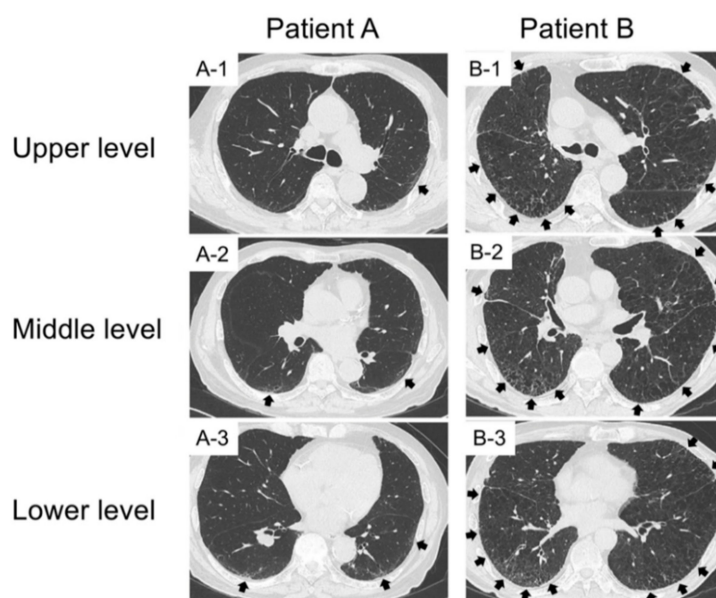 Patient A
Patient B
A-1
B-1
Upper level
A-2
B-2
Middle level
A-3
B-3
Lower level